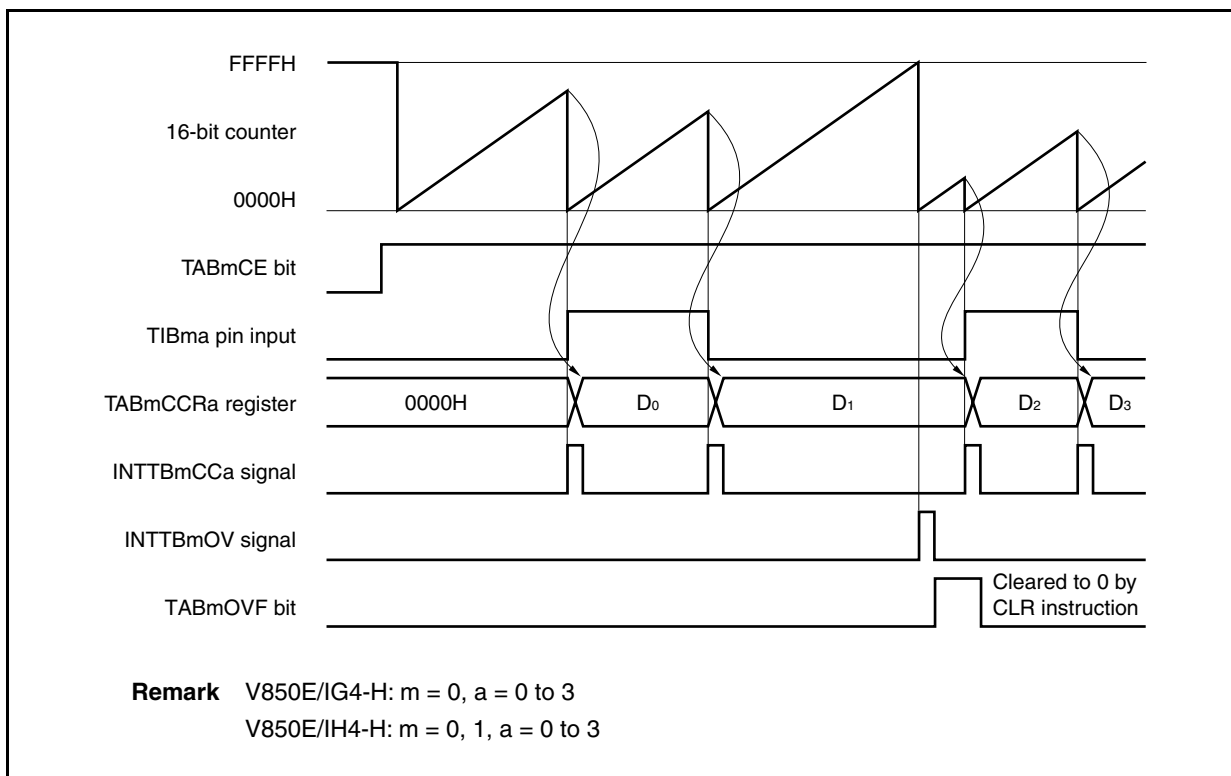 FFFFH
16-bit counter
0000H
TABmCE bit
TIBma pin input
TABmCCRa register
0000H
D0
D1
D2
D3
INTTBmCCa signal
INTTBmOV signal
TABmOVF bit
Cleared to 0 by
CLR instruction
Remark V850E/IG4-H: m = 0, a = 0 to 3
V850E/IH4-H: m = 0, 1, a = 0 to 3